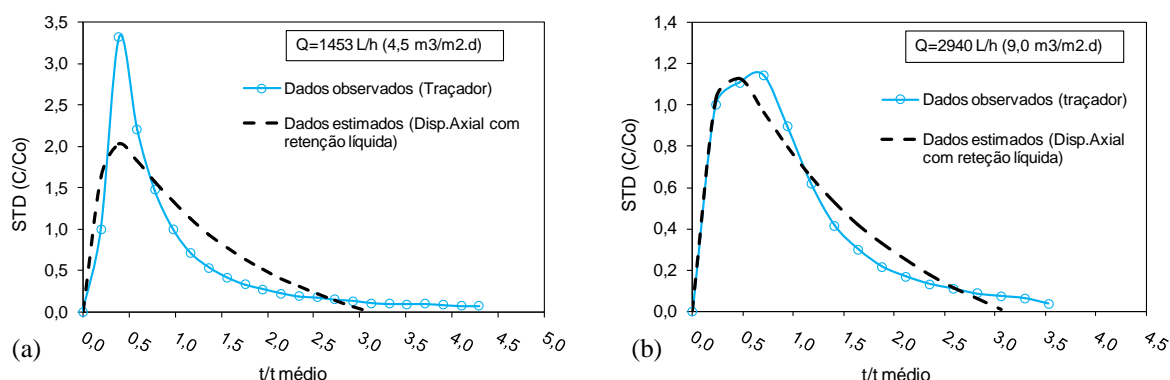 Q=1453 L/h (4,5 m3/m2.d)
Dados observados (Traçador)
Dados estimados (Disp.Axial com
retenção líquida)
STD (C/Co)
3,5
3,0
2,5
2,0
1,5
1,0
0,5
0,0
0,0 0,5 1,0 1,5 2,0 2,5 3,0 3,5 4,0 4,5 5,0
t/t médio
(a)
Q=2940 L/h (9,0 m3/m2.d)
Dados observados (traçador)
Dados estimados (Disp.Axial
com reteção líquida)
STD (C/Co)
1,4
1,2
1,0
0,8
0,6
0,4
0,2
0,0
0,0 0,5 1,0 1,5 2,0 2,5 3,0 3,5 4,0 4,5
t/t médio
(b)